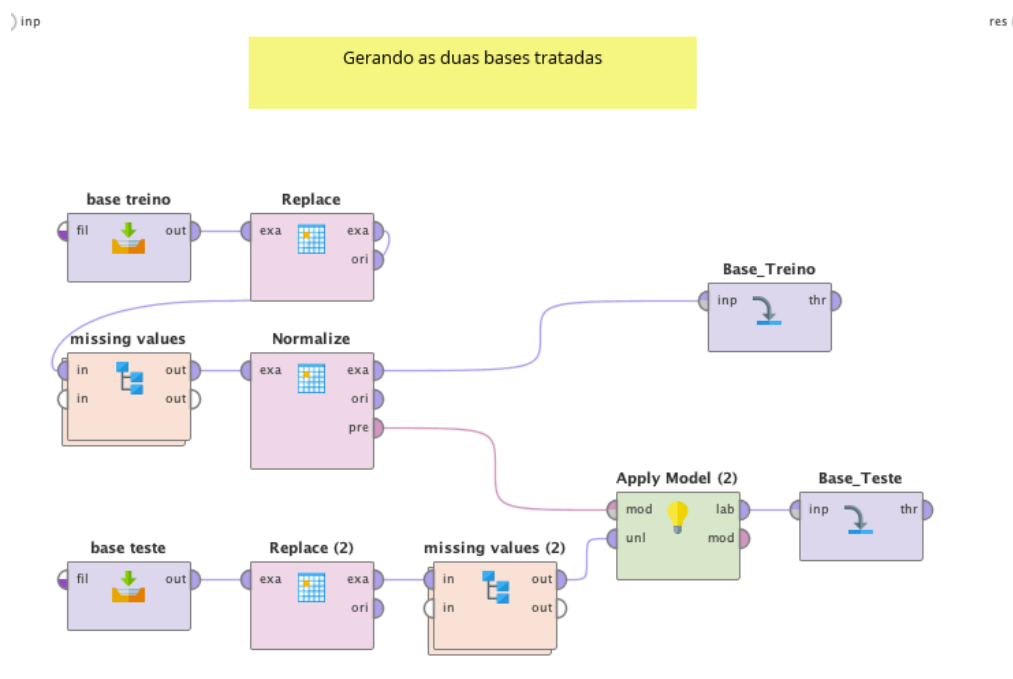 inp
res
Gerando as duas bases tratadas
base treino
Replace
fil
out
exa
exa
ori
Base_Treino
inp
thr
missing values
Normalize
in
out
exa
exa
in
out
ori
pre
Apply Model (2)
Base_Teste
mod
lab
inp
thr
unl
mod
base teste
Replace (2)
missing values (2)
fil
out
exa
exa
in
out
ori
in
out